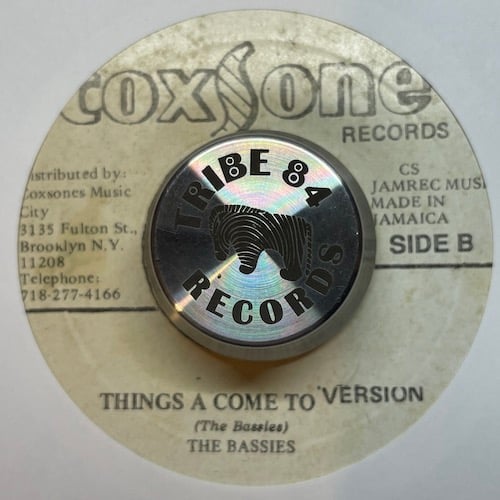 coxsone
RECORDS
Distributed by:
Coxsones Music
City
3135 Fulton St.,
Brooklyn N.Y.
11208
Telephone:
718-277-4166
TRIBE 84
RECORDS
CS
JAMREC MUSI
MADE IN
JAMAICA
SIDE B
THINGS A COME TO VERSION
(The Bassies)
THE BASSIES